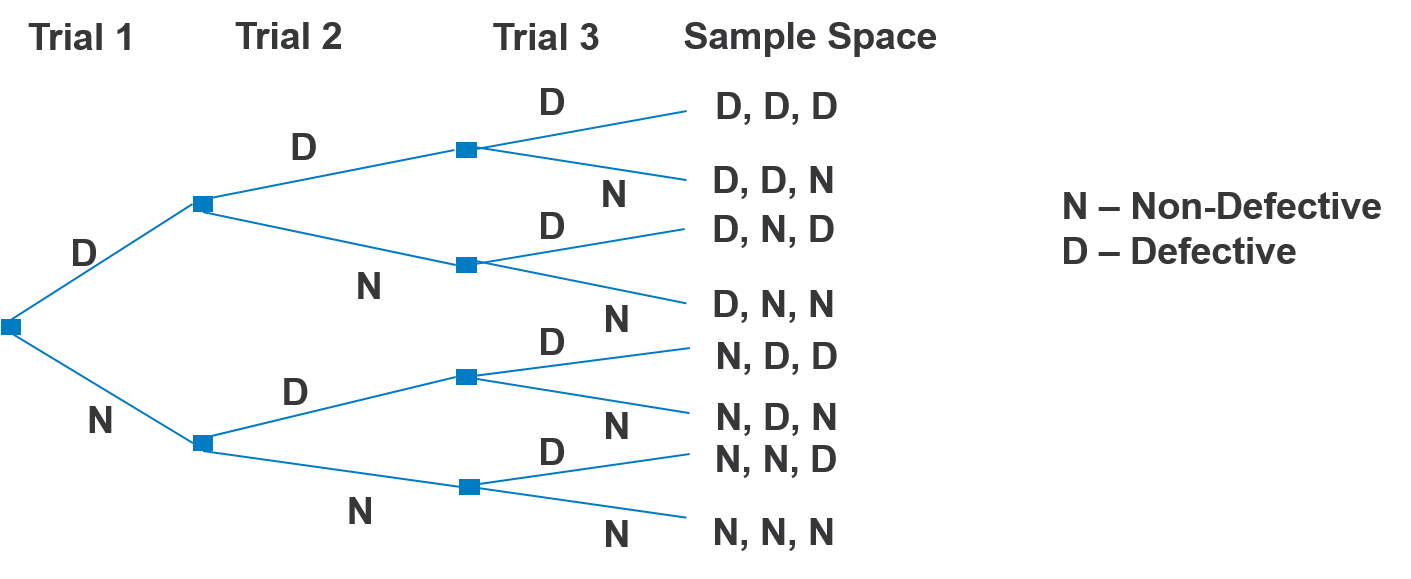 Trial 1 Trial 2 Trial 3 Sample Space
D
D
D
D, D, D
N
D, D, N
N
D
D, N, D
N
D, N, N
N
D
D
N, D, D
N
N, D, N
N
D
N, N, D
N
N, N, N
N – Non-Defective
D – Defective